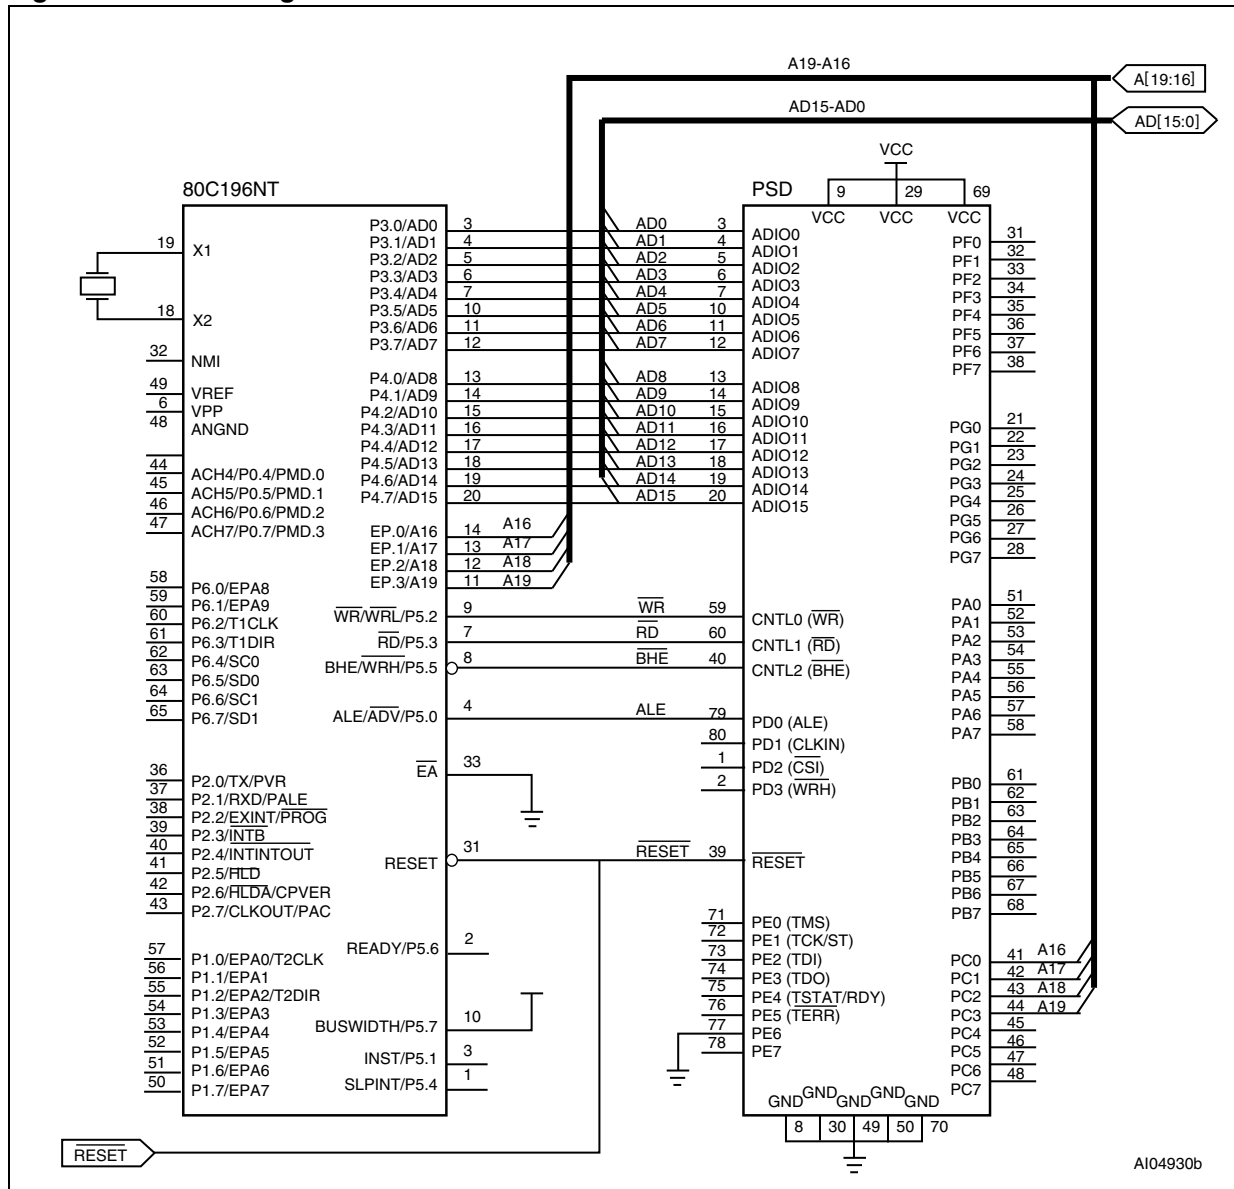 A19-A16
A[19:16]
AD15-AD0
AD[15:0]
VCC
80C196NT
PSD
9 29 69
VCC VCC VCC
19 X1
18 X2
32 NMI
49 VREF
6 VPP
48 ANGND
44 ACH4/P0.4/PMD.0
45 ACH5/P0.5/PMD.1
46 ACH6/P0.6/PMD.2
47 ACH7/P0.7/PMD.3
58 P6.0/EPA8
59 P6.1/EPA9
60 P6.2/T1CLK
61 P6.3/T1DIR
62 P6.4/SC0
63 P6.5/SD0
64 P6.6/SC1
65 P6.7/SD1
36 P2.0/TX/PVR
37 P2.1/RXD/PALE
38 P2.2/EXINT/PROG
39 P2.3/INTB
40 P2.4/INTINTOUT
41 P2.5/HLD
42 P2.6/HLDA/CPVER
43 P2.7/CLKOUT/PAC
57 P1.0/EPA0/T2CLK
56 P1.1/EPA1
55 P1.2/EPA2/T2DIR
54 P1.3/EPA3
53 P1.4/EPA4
52 P1.5/EPA5
51 P1.6/EPA6
50 P1.7/EPA7
P3.0/AD0 3 AD0 3 ADIO0
P3.1/AD1 4 AD1 4 ADIO1
P3.2/AD2 5 AD2 5 ADIO2
P3.3/AD3 6 AD3 6 ADIO3
P3.4/AD4 7 AD4 7 ADIO4
P3.5/AD5 10 AD5 10 ADIO5
P3.6/AD6 11 AD6 11 ADIO6
P3.7/AD7 12 AD7 12 ADIO7
P4.0/AD8 13 AD8 13 ADIO8
P4.1/AD9 14 AD9 14 ADIO9
P4.2/AD10 15 AD10 15 ADIO10
P4.3/AD11 16 AD11 16 ADIO11
P4.4/AD12 17 AD12 17 ADIO12
P4.5/AD13 18 AD13 18 ADIO13
P4.6/AD14 19 AD14 19 ADIO14
P4.7/AD15 20 AD15 20 ADIO15
EP.0/A16 14 A16
EP.1/A17 13 A17
EP.2/A18 12 A18
EP.3/A19 11 A19
WR/WRL/P5.2 9 WR 59 CNTL0 (WR)
RD/P5.3 7 RD 60 CNTL1 (RD)
BHE/WRH/P5.5 8 BHE 40 CNTL2 (BHE)
ALE/ADV/P5.0 4 ALE 79 PD0 (ALE)
80 PD1 (CLKIN)
1 PD2 (CSI)
2 PD3 (WRH)
EA 33
RESET 31 RESET 39 RESET
READY/P5.6 2
BUSWIDTH/P5.7 10
INST/P5.1 3
SLPINT/P5.4 1
71 PE0 (TMS)
72 PE1 (TCK/ST)
73 PE2 (TDI)
74 PE3 (TDO)
75 PE4 (TSTAT/RDY)
76 PE5 (TERR)
77 PE6
78 PE7
PF0 31
PF1 32
PF2 33
PF3 34
PF4 35
PF5 36
PF6 37
PF7 38
PG0 21
PG1 22
PG2 23
PG3 24
PG4 25
PG5 26
PG6 27
PG7 28
PA0 51
PA1 52
PA2 53
PA3 54
PA4 55
PA5 56
PA6 57
PA7 58
PB0 61
PB1 62
PB2 63
PB3 64
PB4 65
PB5 66
PB6 67
PB7 68
PC0 41 A16
PC1 42 A17
PC2 43 A18
PC3 44 A19
PC4 45
PC5 46
PC6 47
PC7 48
GND GND GND GND GND
8 30 49 50 70
RESET
AI04930b